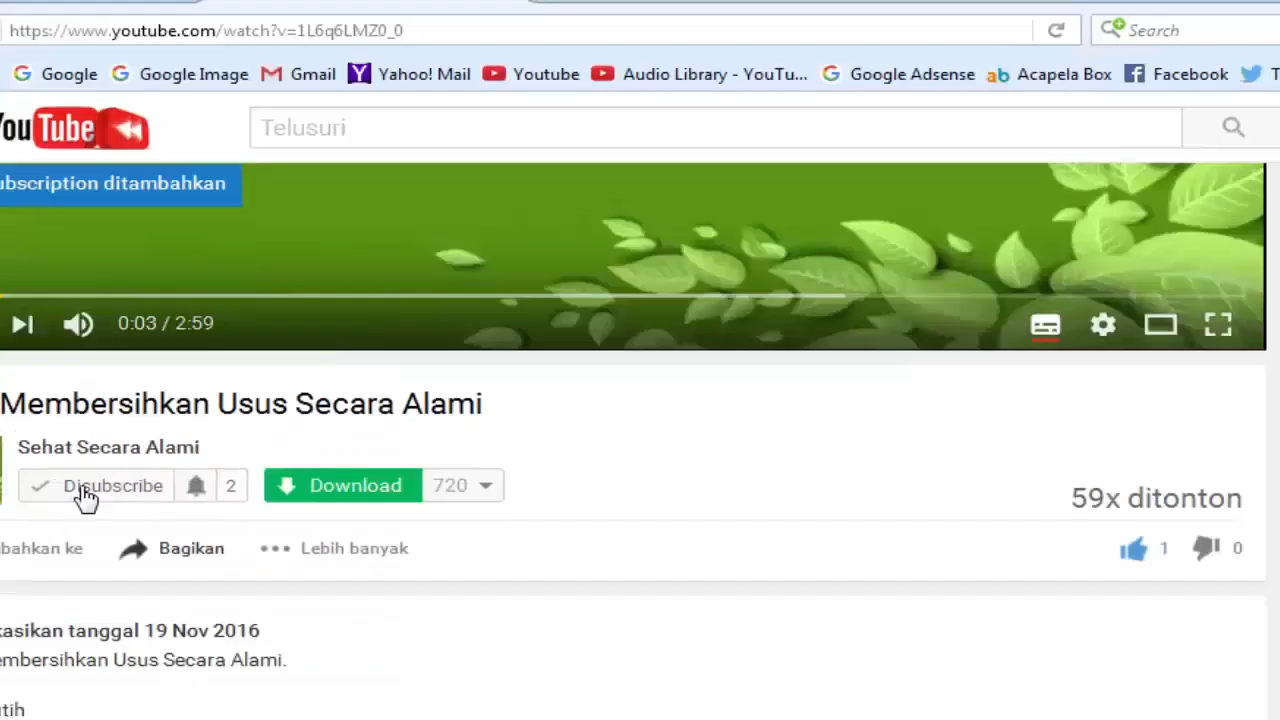 https://www.youtube.com/watch?v=1L6q6LMZ0_0 Search
Google Google Image Gmail Yahoo! Mail Youtube Audio Library - YouTu... Google Adsense ab Acapela Box Facebook T
YouTube Telusuri
ubscription ditambahkan
0:03 / 2:59
Membersihkan Usus Secara Alami
Sehat Secara Alami
Disubscribe 2 Download 720
59x ditonton
bahkan ke Bagikan Lebih banyak 1 0
kasikan tanggal 19 Nov 2016
embersihkan Usus Secara Alami.
utih